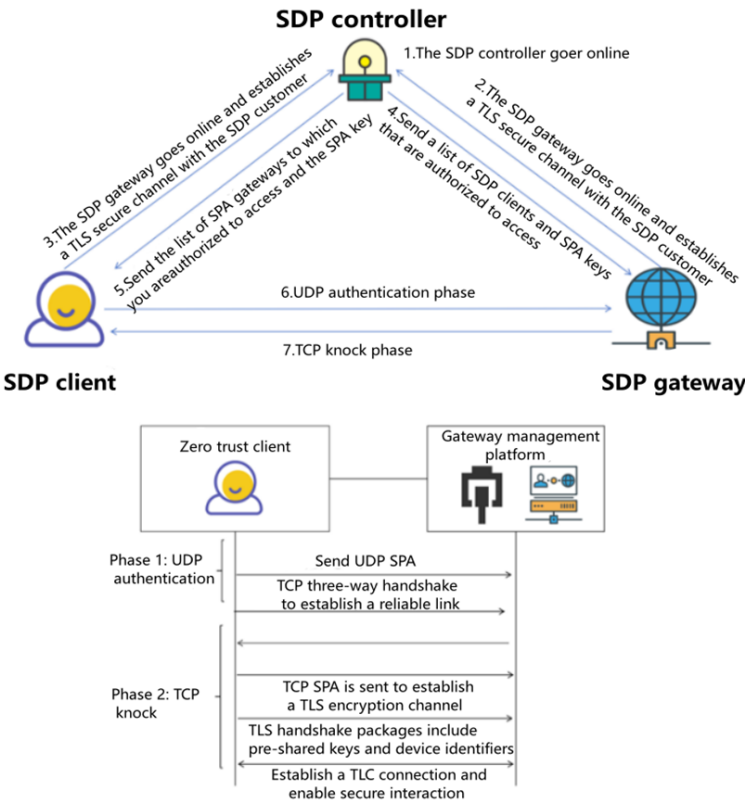 SDP controller
1.The SDP controller goer online
2.The SDP gateway goes online and establishes
a TLS secure channel with the SDP customer
3.The SDP gateway goes online and establishes
a TLS secure channel with the SDP customer
4.Send a list of SDP clients and SPA keys
that are authorized to access
5.Send the list of SPA gateways to which
you areauthorized to access and the SPA key
6.UDP authentication phase
7.TCP knock phase
SDP client
SDP gateway
Zero trust client
Gateway management
platform
Phase 1: UDP
authentication
Send UDP SPA
TCP three-way handshake
to establish a reliable link
Phase 2: TCP
knock
TCP SPA is sent to establish
a TLS encryption channel
TLS handshake packages include
pre-shared keys and device identifiers
Establish a TLC connection and
enable secure interaction